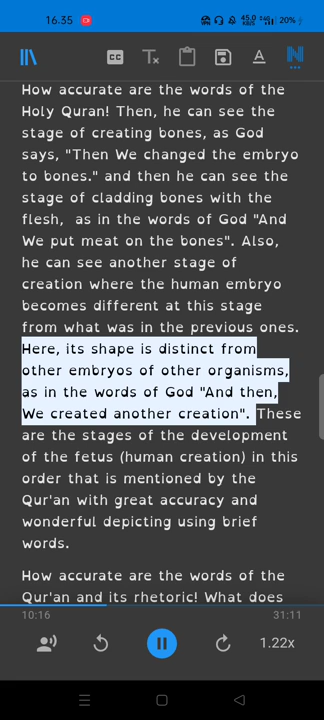 16.35
45.0
KB/S
24
20%
CC
How accurate are the words of the
Holy Quran! Then, he can see the
stage of creating bones, as God
says, "Then We changed the embryo
to bones." and then he can see the
stage of cladding bones with the
flesh, as in the words of God "And
We put meat on the bones". Also,
he can see another stage of
creation where the human embryo
becomes different at this stage
from what was in the previous ones.
Here, its shape is distinct from
other embryos of other organisms,
as in the words of God "And then,
We created another creation". These
are the stages of the development
of the fetus (human creation) in this
order that is mentioned by the
Qur'an with great accuracy and
wonderful depicting using brief
words.
How accurate are the words of the
Qur'an and its rhetoric! What does
10:16
31:11
1.22x